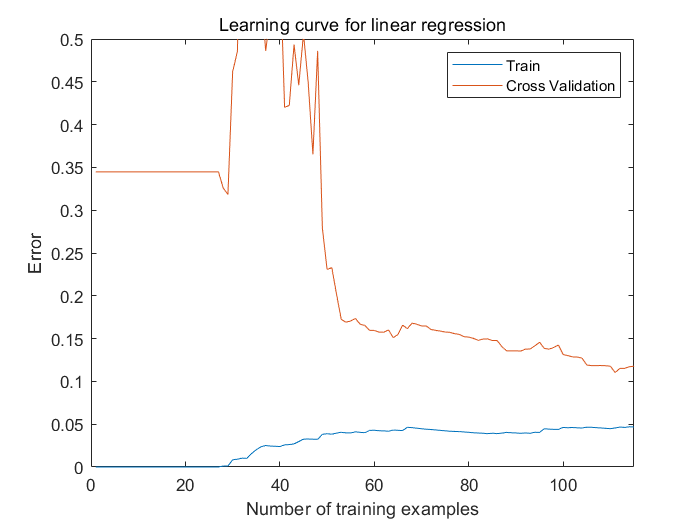 Learning curve for linear regression
0.5
0.45
0.4
0.35
0.3
0.25
0.2
0.15
0.1
0.05
0
Error
Train
Cross Validation
0 20 40 60 80 100
Number of training examples